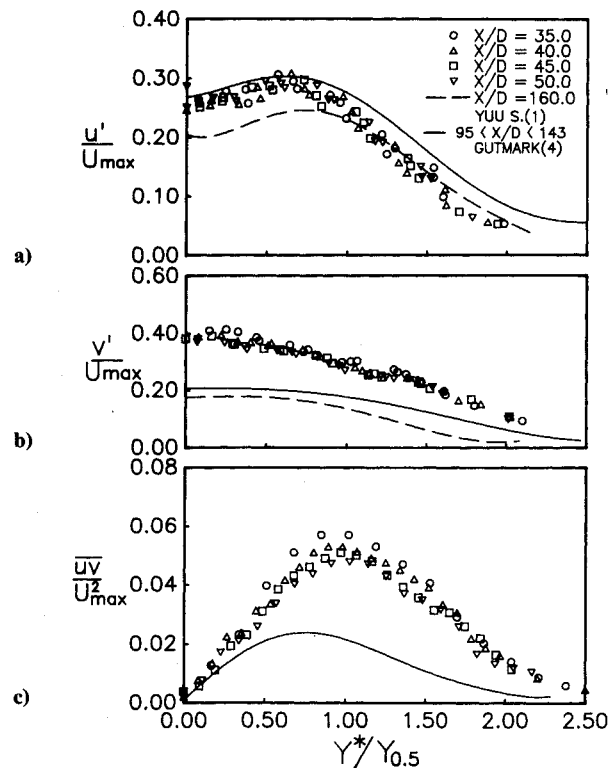 a)
0.40
0.30
0.20
0.10
0.00
u'
Umax
X/D = 35.0
X/D = 40.0
X/D = 45.0
X/D = 50.0
X/D = 160.0
YUU S.(1)
95 < X/D < 143
GUTMARK(4)
b)
0.60
0.40
0.20
0.00
v'
Umax
c)
0.08
0.06
0.04
0.02
0.00
uv
U²max
0.00 0.50 1.00 1.50 2.00 2.50
Y*/Y0.5